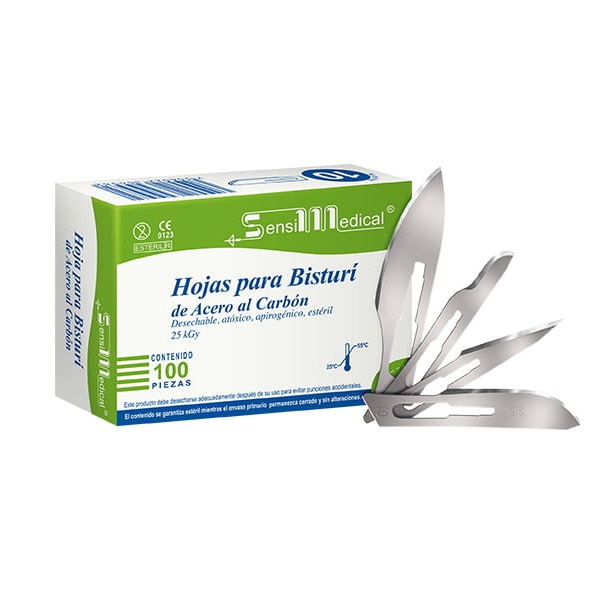 10
CE
0123
ESTERIL R
SensiMedical®
Hojas para Bisturí
de Acero al Carbón
Desechable, atóxico, apirogénico, estéril
25 kGy
CONTENIDO
100
PIEZAS
25°C
55°C
Este producto debe desecharse adecuadamente después de su uso para evitar punciones accidentales.
El contenido se garantiza estéril mientras el envase primario permanezca cerrado y sin alteraciones.
Hoja para Bisturí
de Acero al Carbón
SensiMedical®
10